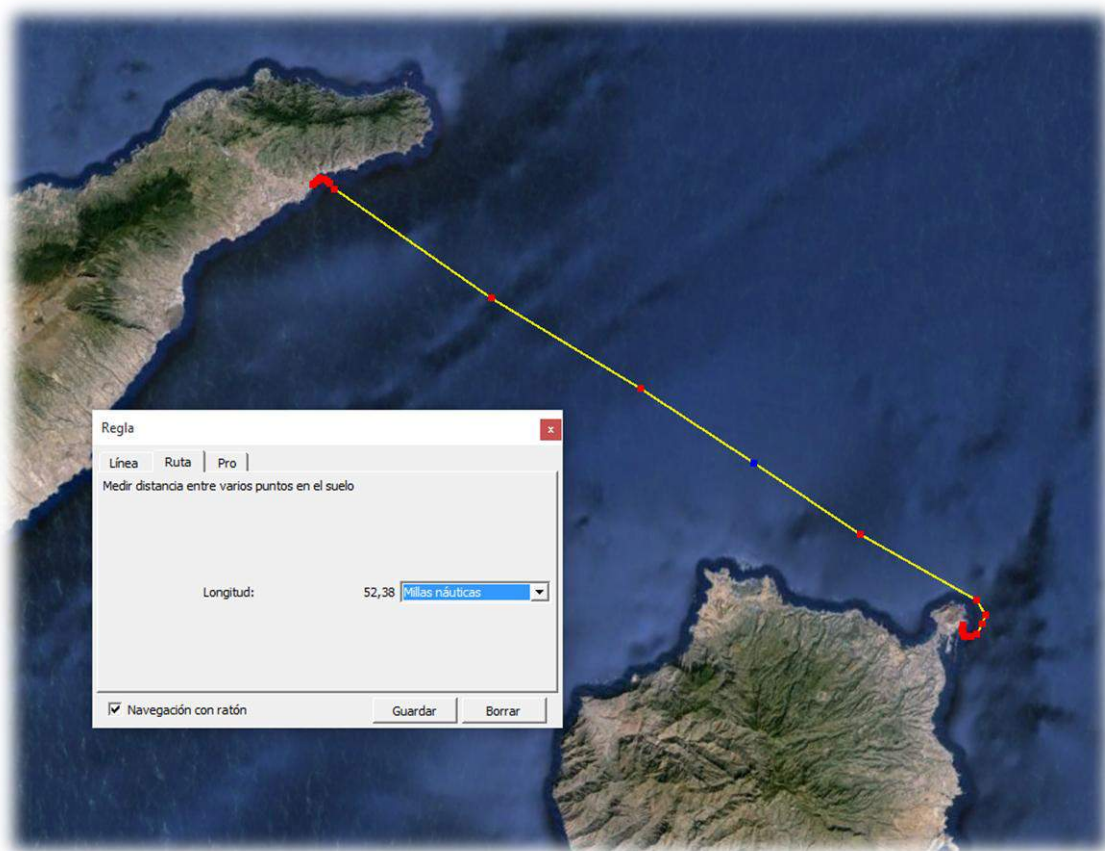 Regla
x
Línea Ruta Pro
Medir distancia entre varios puntos en el suelo
Longitud: 52,38 Millas náuticas
Navegación con ratón Guardar Borrar